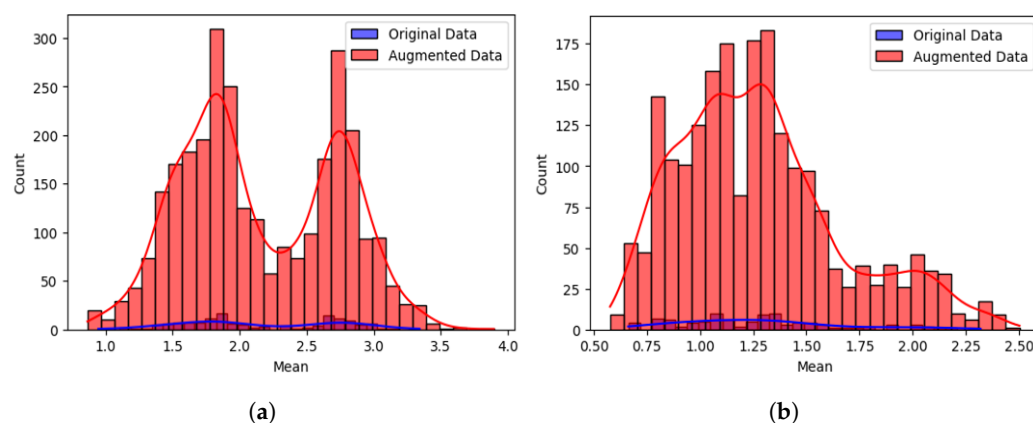 Original Data
Augmented Data
300
250
200
150
100
50
0
Count
1.0 1.5 2.0 2.5 3.0 3.5 4.0
Mean
(a)
Original Data
Augmented Data
175
150
125
100
75
50
25
0
Count
0.50 0.75 1.00 1.25 1.50 1.75 2.00 2.25 2.50
Mean
(b)